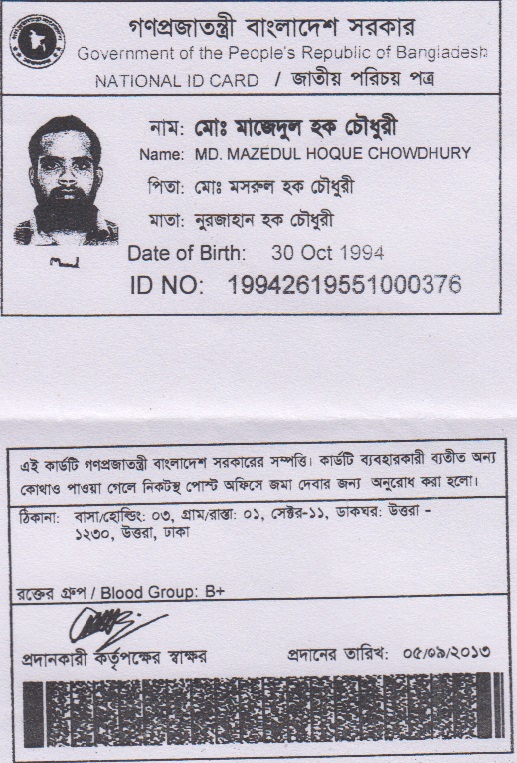 গণপ্রজাতন্ত্রী বাংলাদেশ সরকার
Government of the People's Republic of Bangladesh
NATIONAL ID CARD / জাতীয় পরিচয় পত্র
নাম: মোঃ মাজেদুল হক চৌধুরী
Name: MD. MAZEDUL HOQUE CHOWDHURY
পিতা: মোঃ মসরুল হক চৌধুরী
মাতা: নুরজাহান হক চৌধুরী
Date of Birth: 30 Oct 1994
ID NO: 19942619551000376
এই কার্ডটি গণপ্রজাতন্ত্রী বাংলাদেশ সরকারের সম্পত্তি। কার্ডটি ব্যবহারকারী ব্যতীত অন্য
কোথাও পাওয়া গেলে নিকটস্থ পোস্ট অফিসে জমা দেবার জন্য অনুরোধ করা হলো।
ঠিকানা: বাসা/হোল্ডিং: ০৩, গ্রাম/রাস্তা: ০১, সেক্টর-১১, ডাকঘর: উত্তরা -
১২৩০, উত্তরা, ঢাকা
রক্তের গ্রুপ / Blood Group: B+
প্রদানকারী কর্তৃপক্ষের স্বাক্ষর প্রদানের তারিখ: ০৫/০৯/২০১৩